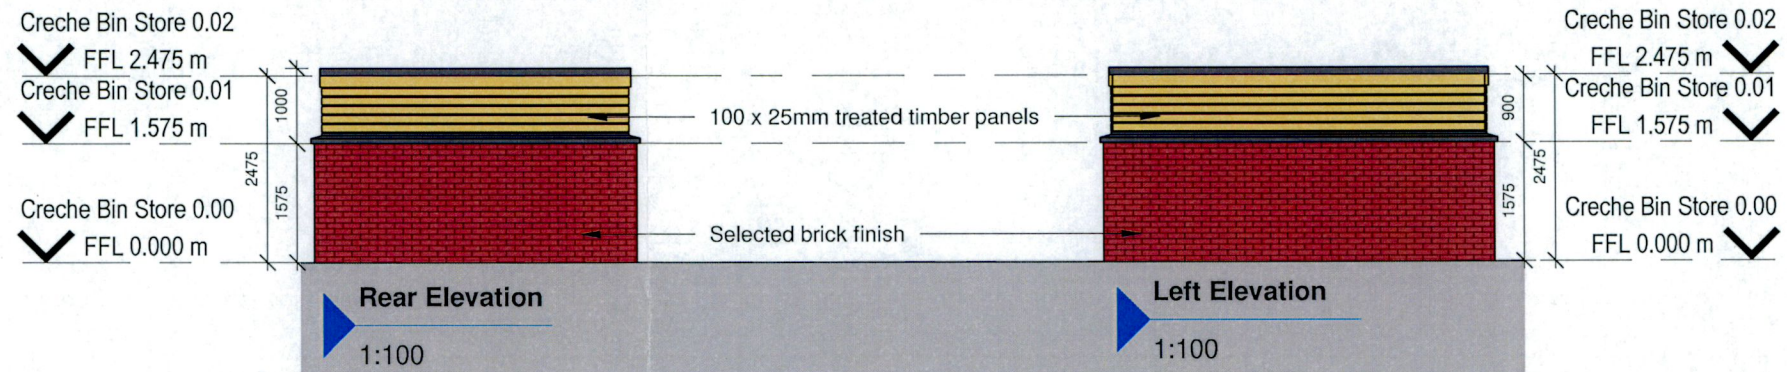 Creche Bin Store 0.02
FFL 2.475 m
Creche Bin Store 0.01
FFL 1.575 m
Creche Bin Store 0.00
FFL 0.000 m
2475
1000
1575
100 x 25mm treated timber panels
Selected brick finish
Rear Elevation
1:100
Left Elevation
1:100
900
1575
2475
Creche Bin Store 0.02
FFL 2.475 m
Creche Bin Store 0.01
FFL 1.575 m
Creche Bin Store 0.00
FFL 0.000 m